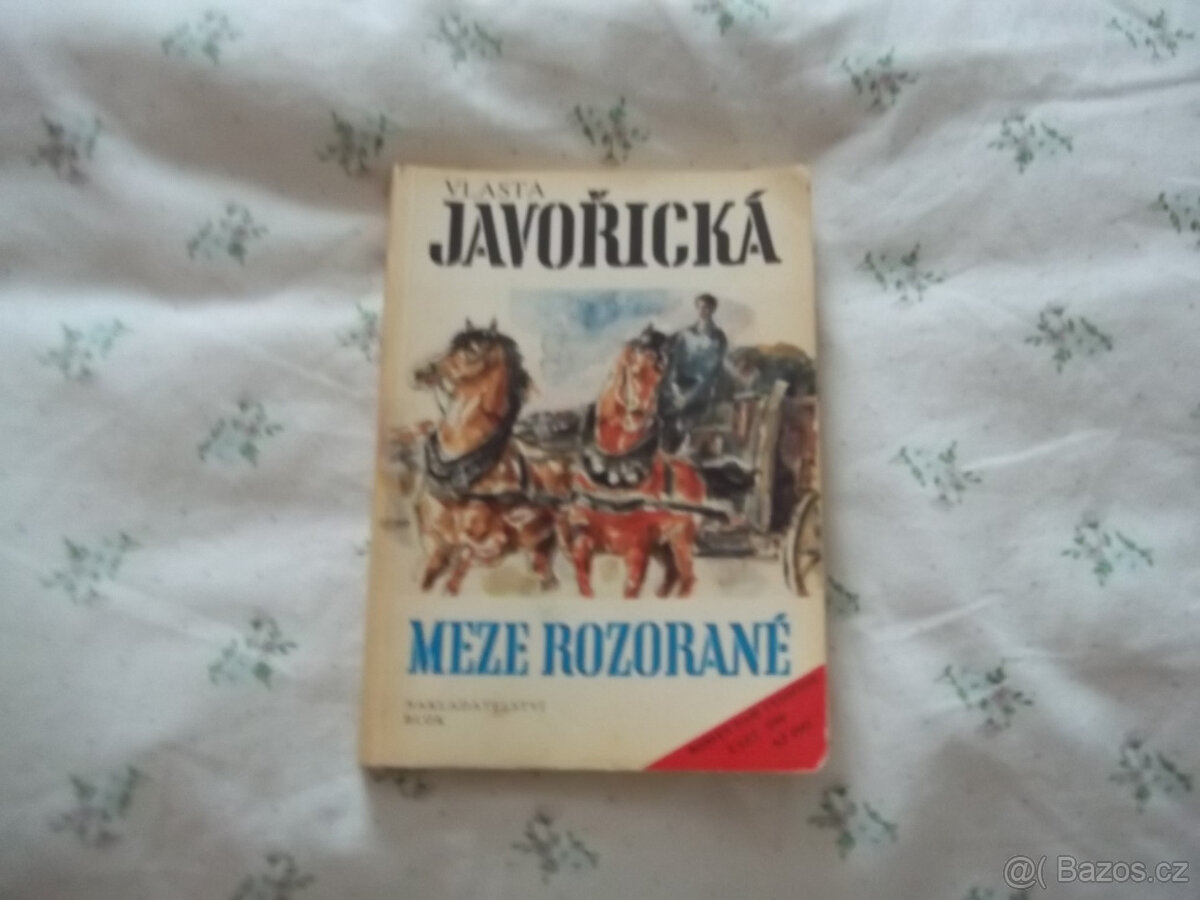 VLASTA
JAVOŘICKÁ
MEZE ROZORANÉ
NAKLADATELSTVÍ
BLOK
@( Bazos.cz